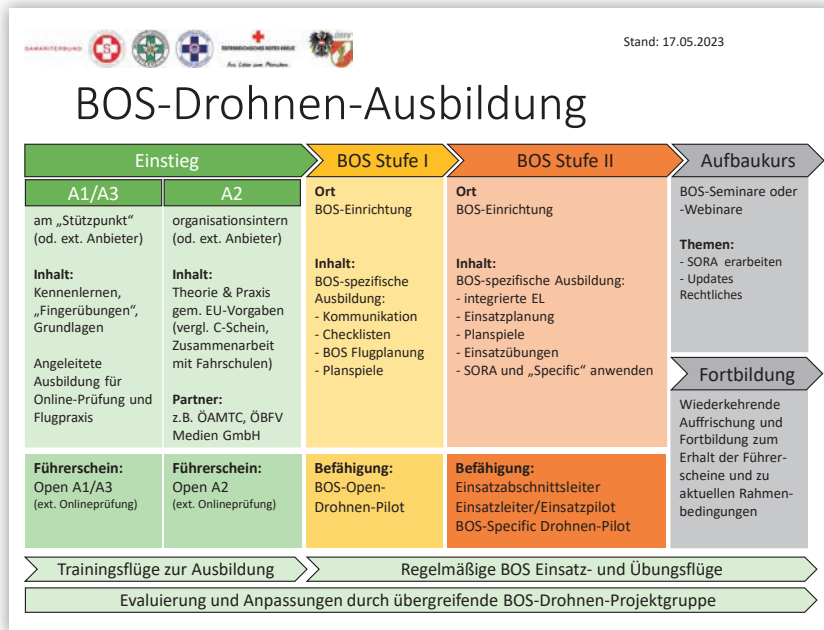 SAMARITERBUND
ÖSTERREICHISCHES ROTES KREUZ
Aus Liebe zum Menschen.
Stand: 17.05.2023
BOS-Drohnen-Ausbildung
Einstieg
A1/A3
am „Stützpunkt“
(od. ext. Anbieter)
Inhalt:
Kennenlernen,
„Fingerübungen“,
Grundlagen
Angeleitete
Ausbildung für
Online-Prüfung und
Flugpraxis
Führerschein:
Open A1/A3
(ext. Onlineprüfung)
A2
organisationsintern
(od. ext. Anbieter)
Inhalt:
Theorie & Praxis
gem. EU-Vorgaben
(vergl. C-Schein,
Zusammenarbeit
mit Fahrschulen)
Partner:
z.B. ÖAMTC, ÖBFV
Medien GmbH
Führerschein:
Open A2
(ext. Onlineprüfung)
BOS Stufe I
Ort
BOS-Einrichtung
Inhalt:
BOS-spezifische
Ausbildung:
- Kommunikation
- Checklisten
- BOS Flugplanung
- Planspiele
Befähigung:
BOS-Open-
Drohnen-Pilot
BOS Stufe II
Ort
BOS-Einrichtung
Inhalt:
BOS-spezifische Ausbildung:
- integrierte EL
- Einsatzplanung
- Planspiele
- Einsatzübungen
- SORA und „Specific“ anwenden
Befähigung:
Einsatzabschnittsleiter
Einsatzleiter/Einsatzpilot
BOS-Specific Drohnen-Pilot
Aufbaukurs
BOS-Seminare oder
-Webinare
Themen:
- SORA erarbeiten
- Updates
Rechtliches
Fortbildung
Wiederkehrende
Auffrischung und
Fortbildung zum
Erhalt der Führer-
scheine und zu
aktuellen Rahmen-
bedingungen
Trainingsflüge zur Ausbildung
Regelmäßige BOS Einsatz- und Übungsflüge
Evaluierung und Anpassungen durch übergreifende BOS-Drohnen-Projektgruppe